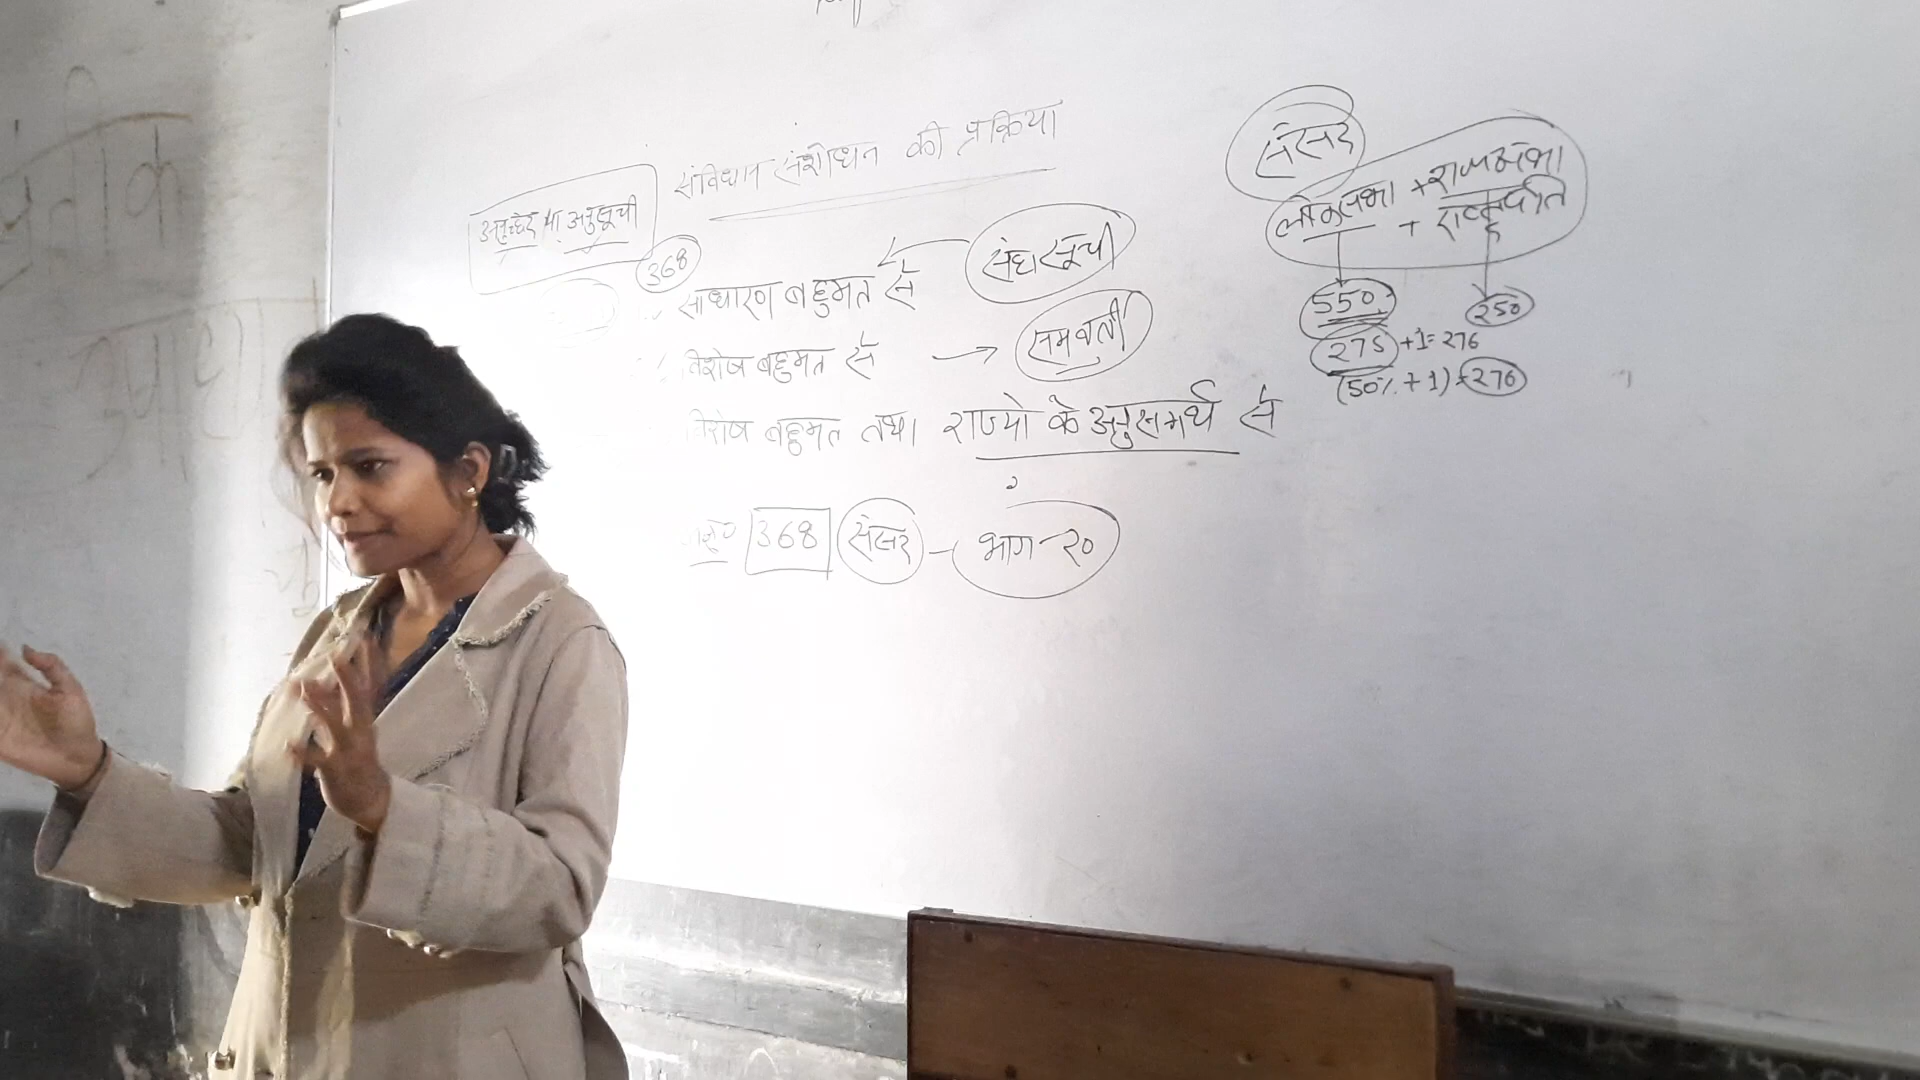 संविधान संशोधन की प्रक्रिया
अनुच्छेद या अनुसूची
368
साधारण बहुमत से
संघसूची
विशेष बहुमत से → समवर्ती
विशेष बहुमत तथा राज्यो के अनुसमर्थ से
368 संसद - भाग-२०
संसद
लोकसभा + राज्यसभा
+ राष्ट्रपति
550 250
275 +1= 276
(50% + 1) 276